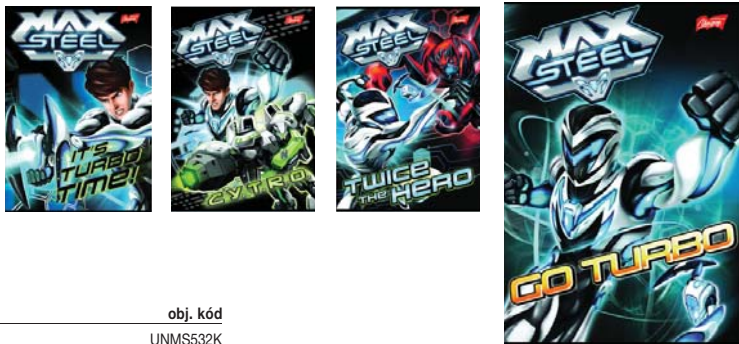 MAX
STEEL
IT'S
TURBO
TIME!
MAX
STEEL
CYTRO
MAX
STEEL
TWICE
THE HERO
MAX
STEEL
GO TURBO
obj. kód
UNMS532K